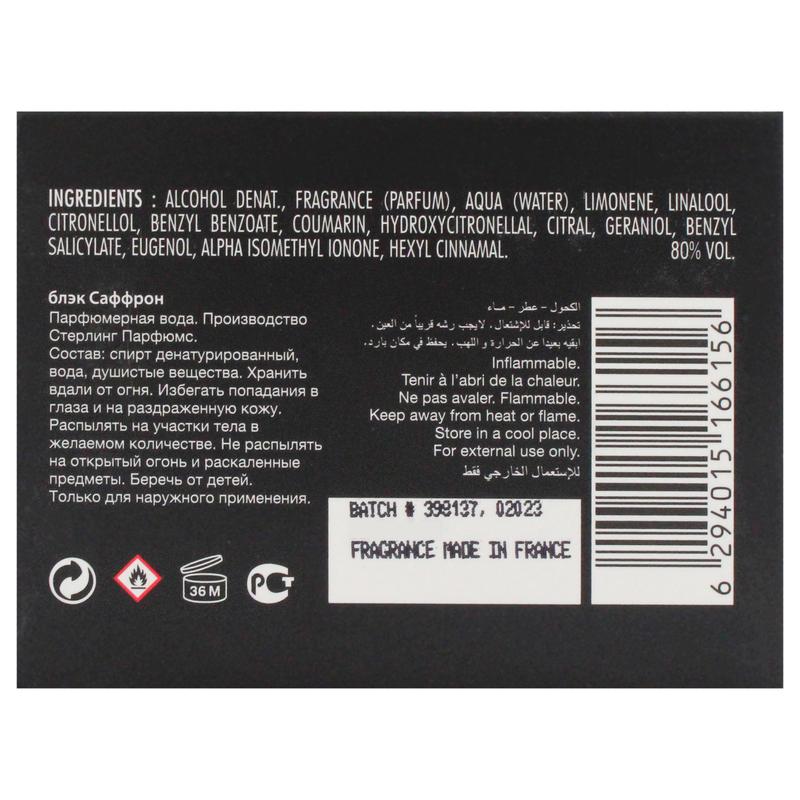 INGREDIENTS : ALCOHOL DENAT., FRAGRANCE (PARFUM), AQUA (WATER), LIMONENE, LINALOOL,
CITRONELLOL, BENZYL BENZOATE, COUMARIN, HYDROXYCITRONELLAL, CITRAL, GERANIOL, BENZYL
SALICYLATE, EUGENOL, ALPHA ISOMETHYL IONONE, HEXYL CINNAMAL. 80% VOL.
блэк Саффрон
Парфюмерная вода. Производство
Стерлинг Парфюмс.
Состав: спирт денатурированный,
вода, душистые вещества. Хранить
вдали от огня. Избегать попадания в
глаза и на раздраженную кожу.
Распылять на участки тела в
желаемом количестве. Не распылять
на открытый огонь и раскаленные
предметы. Беречь от детей.
Только для наружного применения.
الكحول - عطر - مـاء
تحذير: قابل للإشتعال . لايجب رشه قريباً من العين .
ابقيه بعيدا عن الحرارة و اللهب. يحفظ في مكان بارد.
Inflammable.
Tenir à l'abri de la chaleur.
Ne pas avaler. Flammable.
Keep away from heat or flame.
Store in a cool place.
For external use only.
للإستعمال الخارجي فقط
6 294015 166156
BATCH # 398137, 02023
FRAGRANCE MADE IN FRANCE
36 M
РСТ